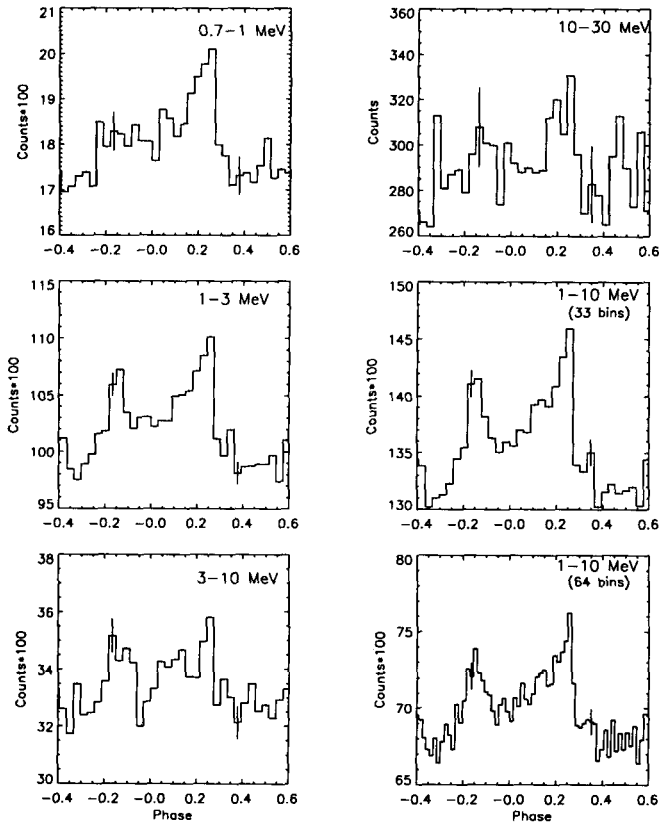 0.7-1 MeV
Counts*100
21
20
19
18
17
16
-0.4 -0.2 -0.0 0.2 0.4 0.6
10-30 MeV
Counts
360
340
320
300
280
260
-0.4 -0.2 -0.0 0.2 0.4 0.6
1-3 MeV
Counts*100
115
110
105
100
95
-0.4 -0.2 -0.0 0.2 0.4 0.6
1-10 MeV
(33 bins)
Counts*100
150
145
140
135
130
-0.4 -0.2 -0.0 0.2 0.4 0.6
3-10 MeV
Counts*100
38
36
34
32
30
-0.4 -0.2 -0.0 0.2 0.4 0.6
Phase
1-10 MeV
(64 bins)
Counts*100
80
75
70
65
-0.4 -0.2 -0.0 0.2 0.4 0.6
Phase